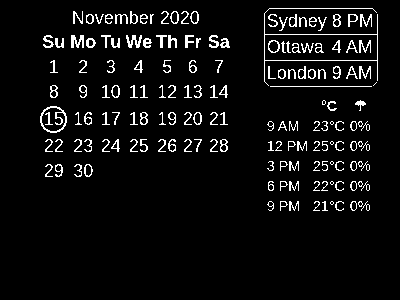 November 2020
Su Mo Tu We Th Fr Sa
1 2 3 4 5 6 7
8 9 10 11 12 13 14
15 16 17 18 19 20 21
22 23 24 25 26 27 28
29 30
Sydney 8 PM
Ottawa 4 AM
London 9 AM
°C ☂
9 AM 23°C 0%
12 PM 25°C 0%
3 PM 25°C 0%
6 PM 22°C 0%
9 PM 21°C 0%